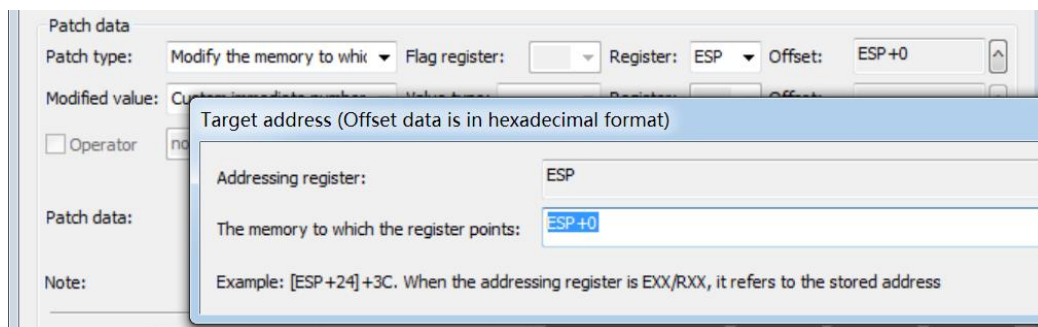 Patch data
Patch type: Modify the memory to whic Flag register: Register: ESP Offset: ESP+0
Modified value:
Target address (Offset data is in hexadecimal format)
Operator no
Addressing register: ESP
Patch data:
The memory to which the register points: ESP+0
Note: Example: [ESP+24]+3C. When the addressing register is EXX/RXX, it refers to the stored address